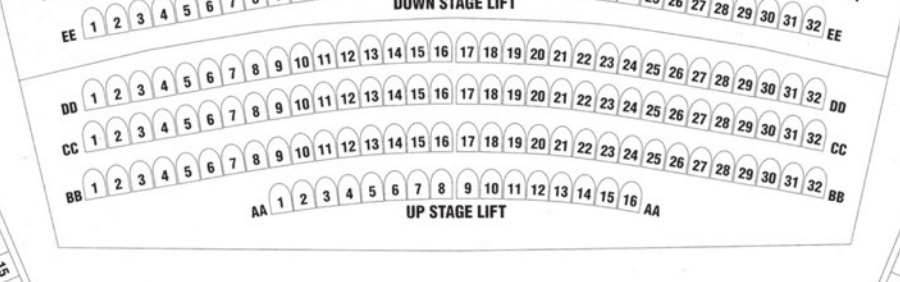 DOWN STAGE LIFT
EE 1 2 3 4 5 6 7 26 27 28 29 30 31 32 EE
DD 1 2 3 4 5 6 7 8 9 10 11 12 13 14 15 16 17 18 19 20 21 22 23 24 25 26 27 28 29 30 31 32 DD
CC 1 2 3 4 5 6 7 8 9 10 11 12 13 14 15 16 17 18 19 20 21 22 23 24 25 26 27 28 29 30 31 32 CC
BB 1 2 3 4 5 6 7 8 9 10 11 12 13 14 15 16 17 18 19 20 21 22 23 24 25 26 27 28 29 30 31 32 BB
AA 1 2 3 4 5 6 7 8 9 10 11 12 13 14 15 16 AA
UP STAGE LIFT
15